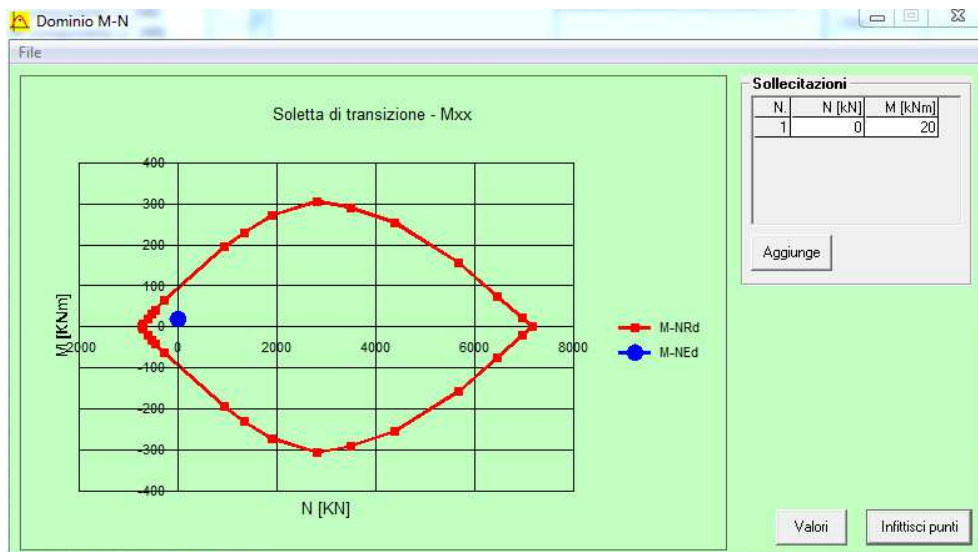 Dominio M-N
File
Soletta di transizione - Mxx
400
300
200
100
0
-100
-200
-300
-400
M [KNm]
-2000
0
2000
4000
6000
8000
N [KN]
M-NRd
M-NEd
Sollecitazioni
N. N [kN] M [kNm]
1 0 20
Aggiunge
Valori
Infittisci punti